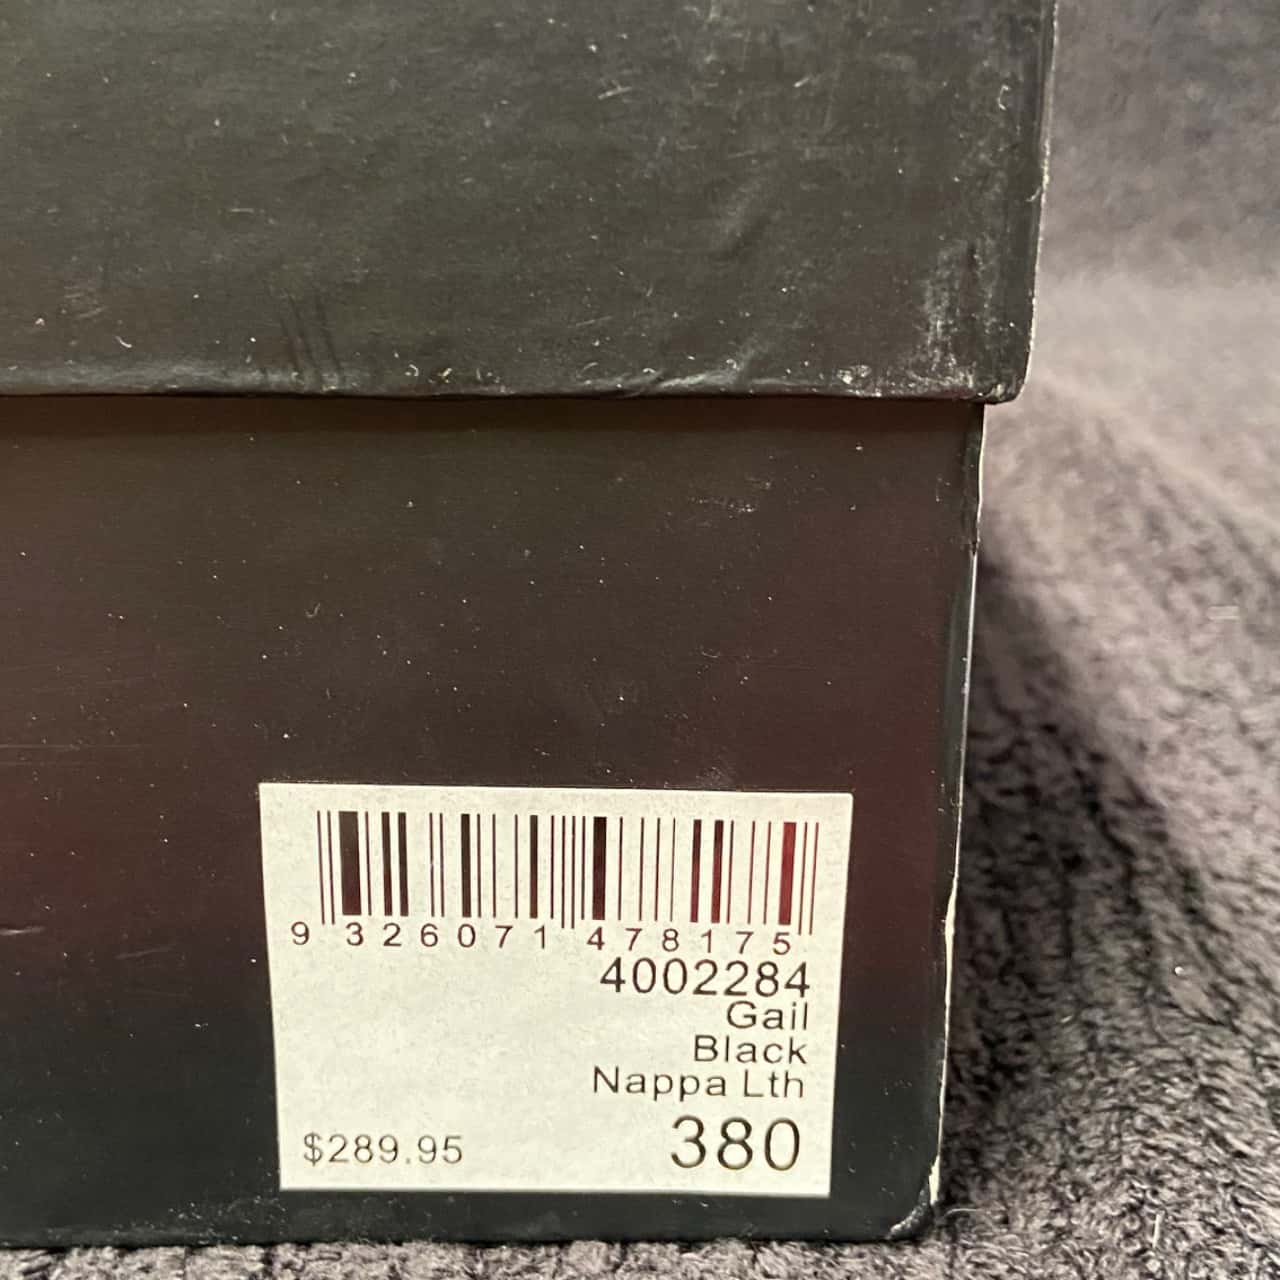 9 326071 478175
4002284
Gail
Black
Nappa Lth
$289.95 380